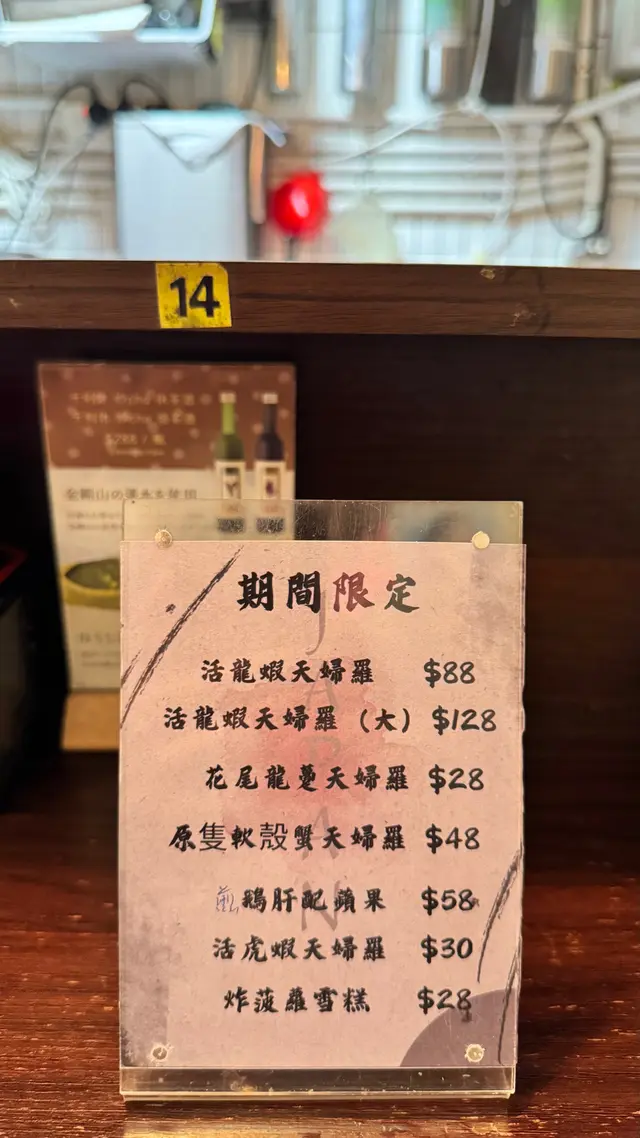 14
期間限定
JAPAN
活龍蝦天婦羅 $88
活龍蝦天婦羅（大） $128
花尾龍躉天婦羅 $28
原隻軟殼蟹天婦羅 $48
煎鵝肝配蘋果 $58
活虎蝦天婦羅 $30
炸菠蘿雪糕 $28